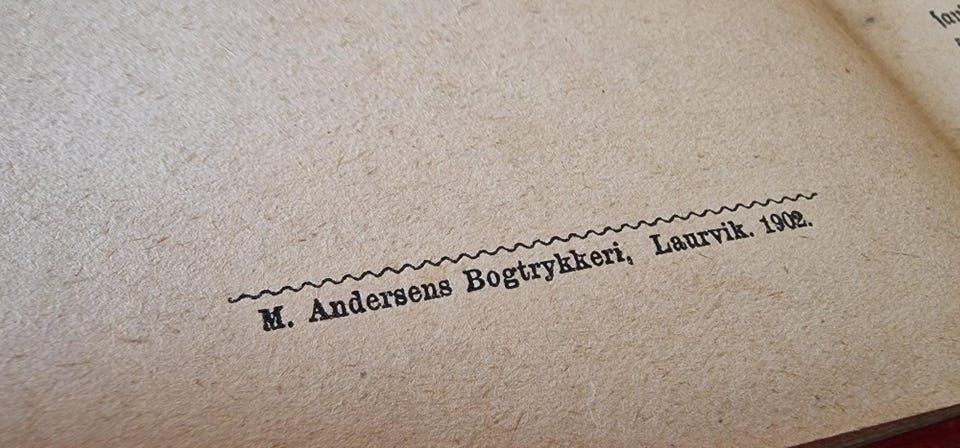 M. Andersens Bogtrykkeri, Laurvik. 1902.